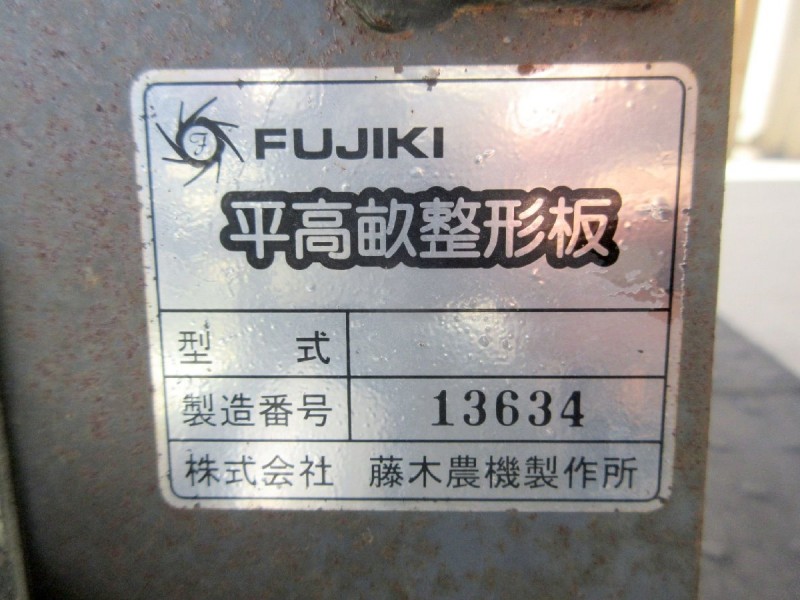 FUJIKI
平高畝整形板
型式
製造番号 13634
株式会社 藤木農機製作所